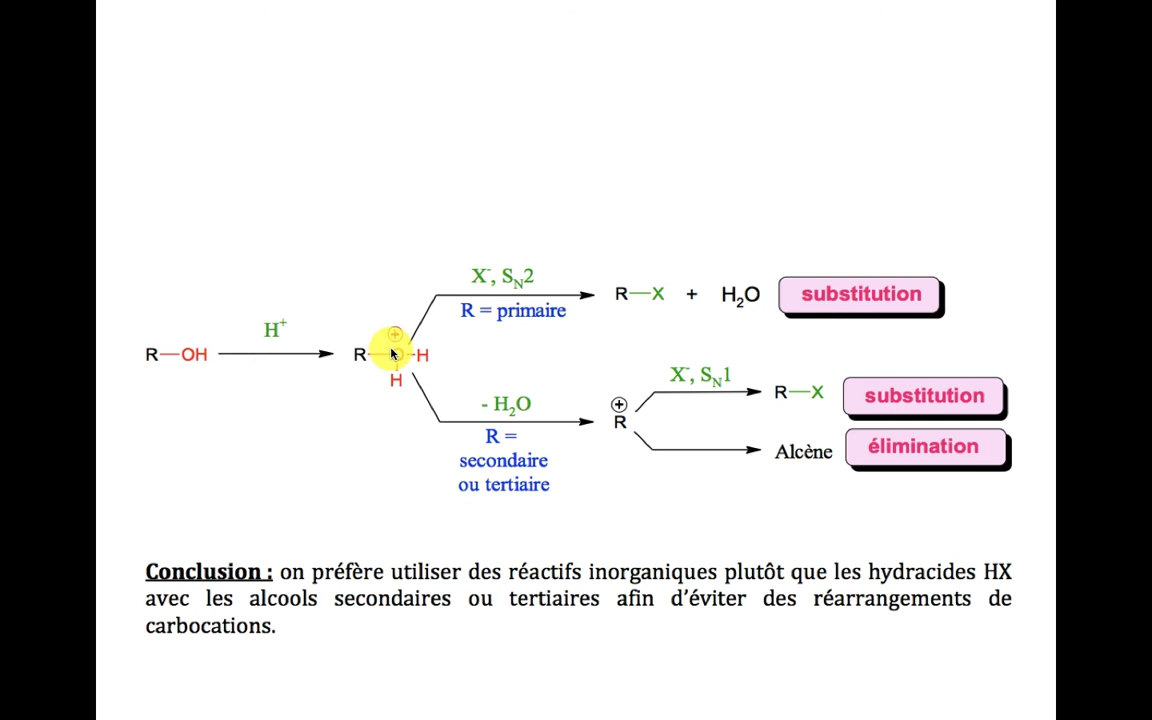 X⁻, S_N2
R—X + H₂O substitution
R = primaire
H⁺
R—OH
⊕
R—O—H
H
X⁻, S_N1
R—X substitution
- H₂O
⊕
R
R =
secondaire
ou tertiaire
Alcène élimination
Conclusion : on préfère utiliser des réactifs inorganiques plutôt que les hydracides HX
avec les alcools secondaires ou tertiaires afin d’éviter des réarrangements de
carbocations.